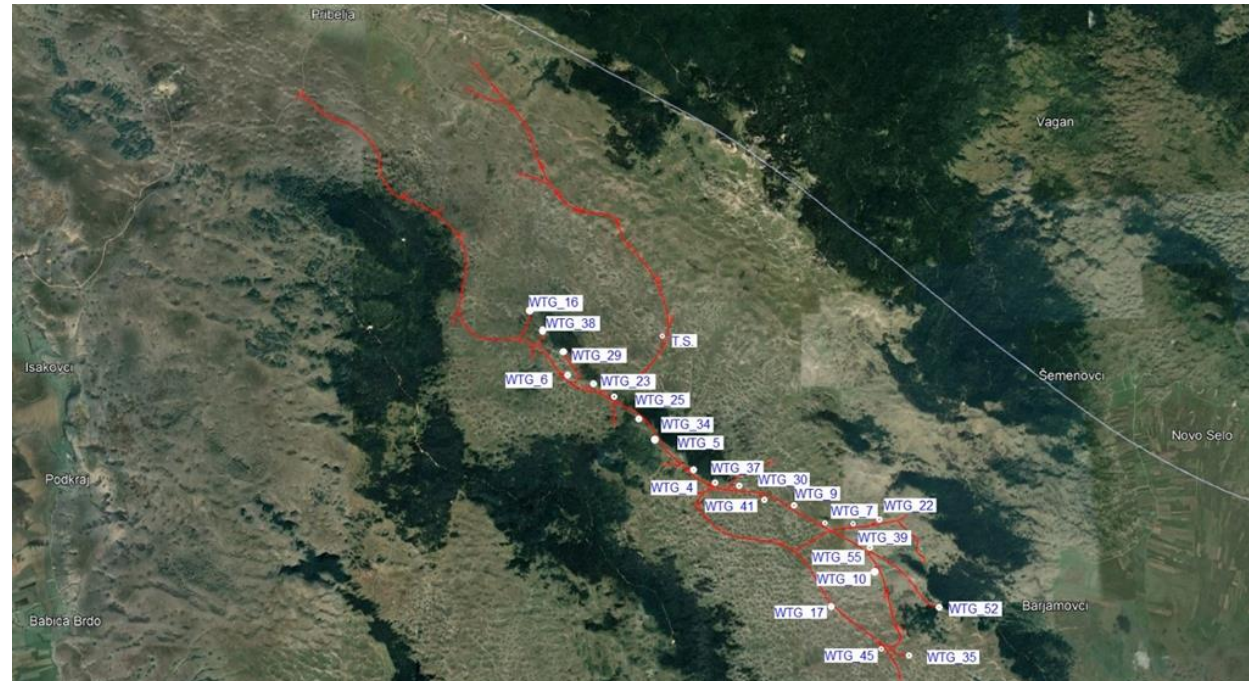 Pribelja
Vagan
WTG_16
WTG_38
T.S.
WTG_29
Isakovci
Šemenovci
WTG_6
WTG_23
WTG_25
WTG_34
Novo Selo
WTG_5
WTG_37
Podkraj
WTG_4
WTG_30
WTG_9
WTG_41
WTG_22
WTG_7
WTG_39
WTG_55
WTG_10
Barjamovci
WTG_52
WTG_17
Babića Brdo
WTG_45
WTG_35